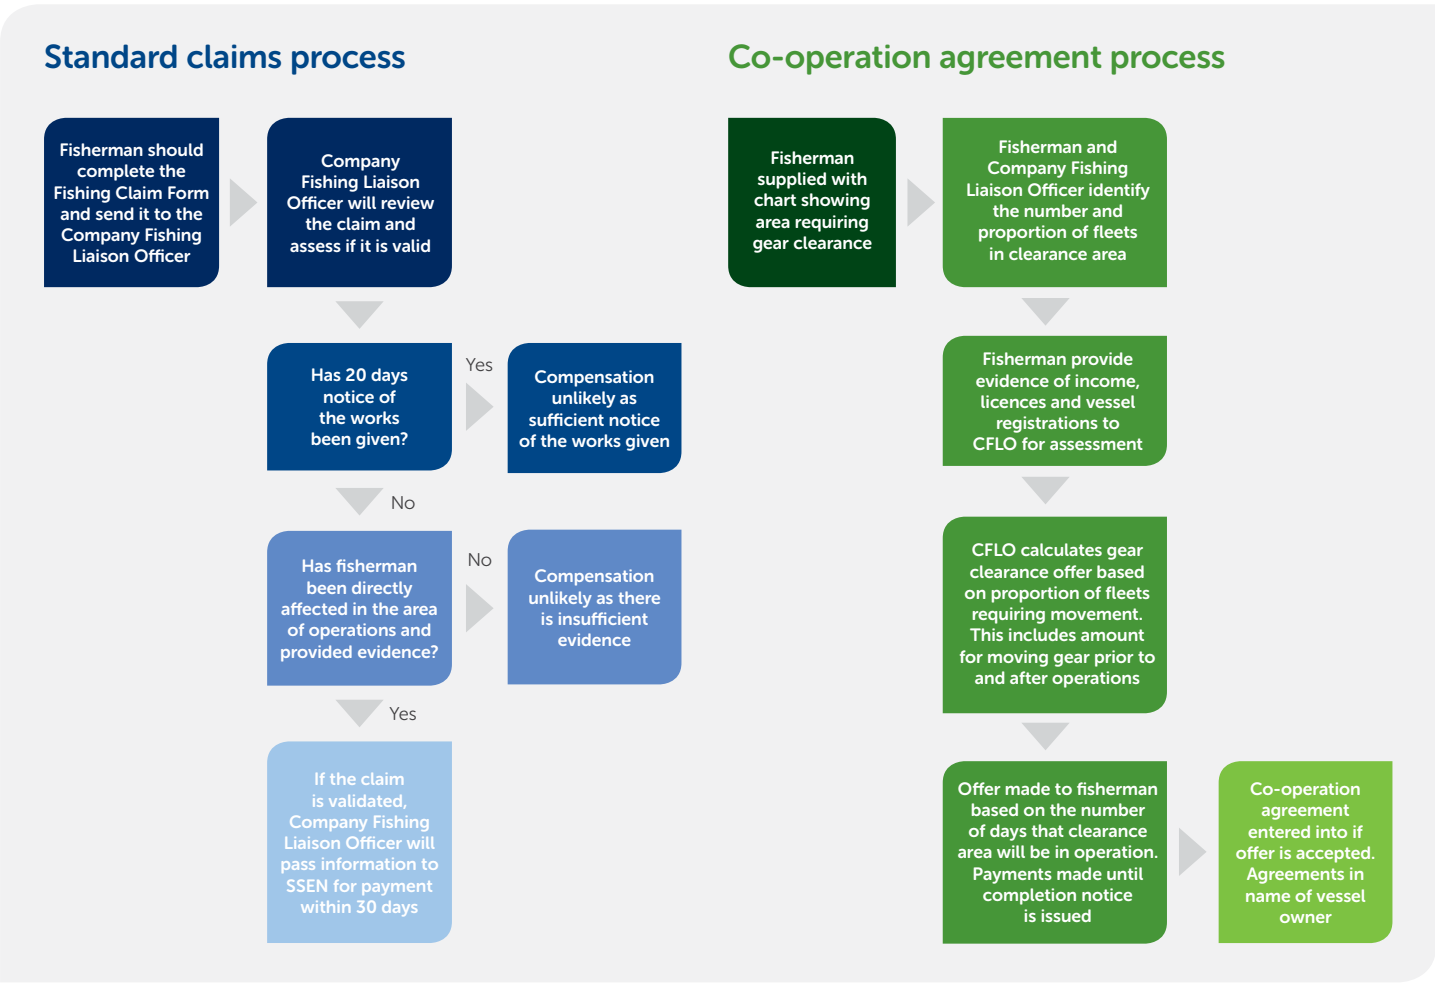 Standard claims process
Fisherman should
complete the
Fishing Claim Form
and send it to the
Company Fishing
Liaison Officer
Company
Fishing Liaison
Officer will review
the claim and
assess if it is valid
Has 20 days
notice of
the works
been given?
Yes
Compensation
unlikely as
sufficient notice
of the works given
No
Has fisherman
been directly
affected in the area
of operations and
provided evidence?
No
Compensation
unlikely as there
is insufficient
evidence
Yes
If the claim
is validated,
Company Fishing
Liaison Officer will
pass information to
SSEN for payment
within 30 days
Co-operation agreement process
Fisherman
supplied with
chart showing
area requiring
gear clearance
Fisherman and
Company Fishing
Liaison Officer identify
the number and
proportion of fleets
in clearance area
Fisherman provide
evidence of income,
licences and vessel
registrations to
CFLO for assessment
CFLO calculates gear
clearance offer based
on proportion of fleets
requiring movement.
This includes amount
for moving gear prior to
and after operations
Offer made to fisherman
based on the number
of days that clearance
area will be in operation.
Payments made until
completion notice
is issued
Co-operation
agreement
entered into if
offer is accepted.
Agreements in
name of vessel
owner